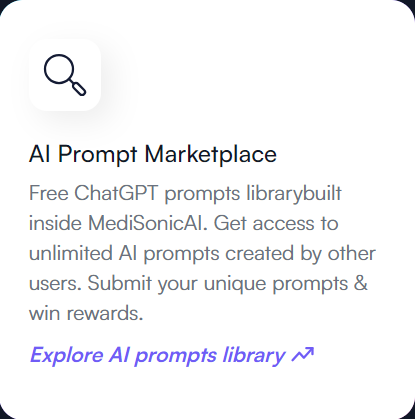 AI Prompt Marketplace
Free ChatGPT prompts librarybuilt
inside MediSonicAI. Get access to
unlimited AI prompts created by other
users. Submit your unique prompts &
win rewards.
Explore AI prompts library